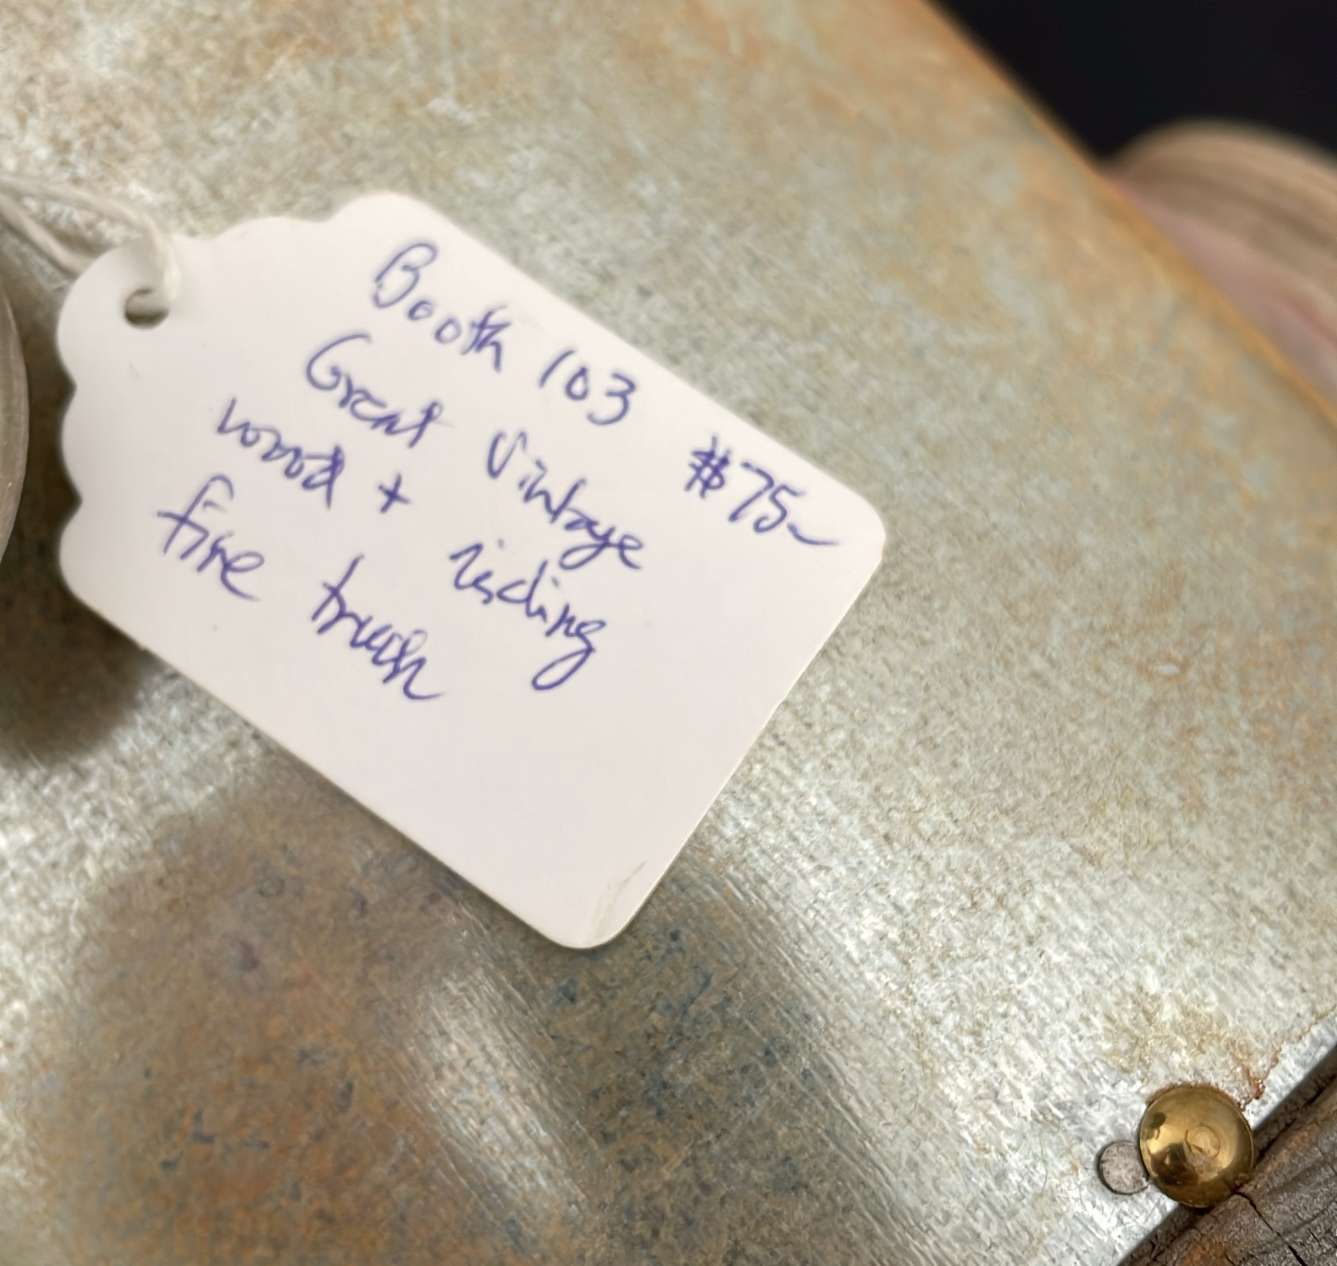 Booth 103 $75-
Great Vintage
wood + riding
fire truck